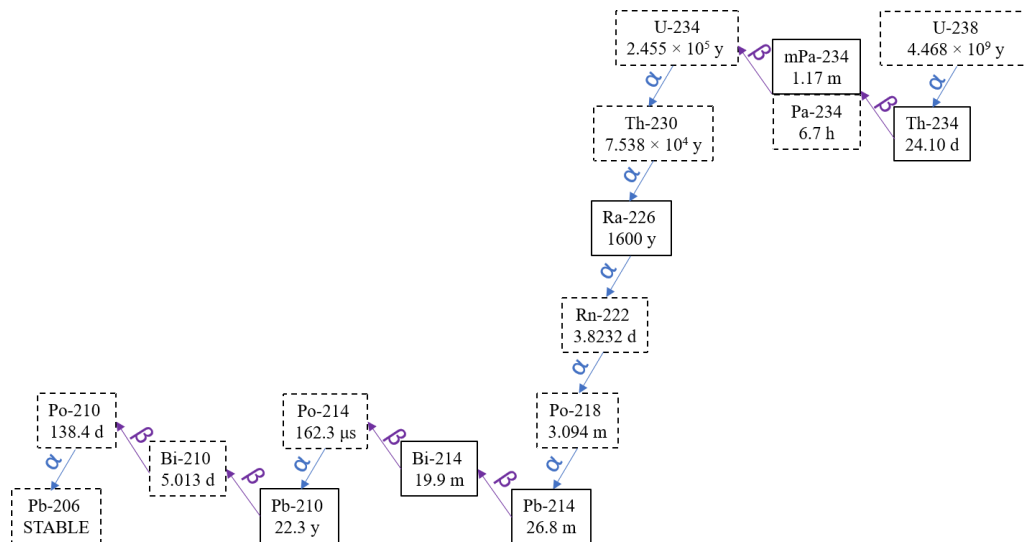 U-234
2.455 × 10⁵ y
β
mPa-234
1.17 m
U-238
4.468 × 10⁹ y
α
α
β
Th-230
7.538 × 10⁴ y
Pa-234
6.7 h
Th-234
24.10 d
α
Ra-226
1600 y
α
Rn-222
3.8232 d
α
Po-210
138.4 d
β
Po-214
162.3 μs
β
Po-218
3.094 m
α
Bi-210
5.013 d
β
α
Bi-214
19.9 m
β
α
Pb-206
STABLE
Pb-210
22.3 y
Pb-214
26.8 m